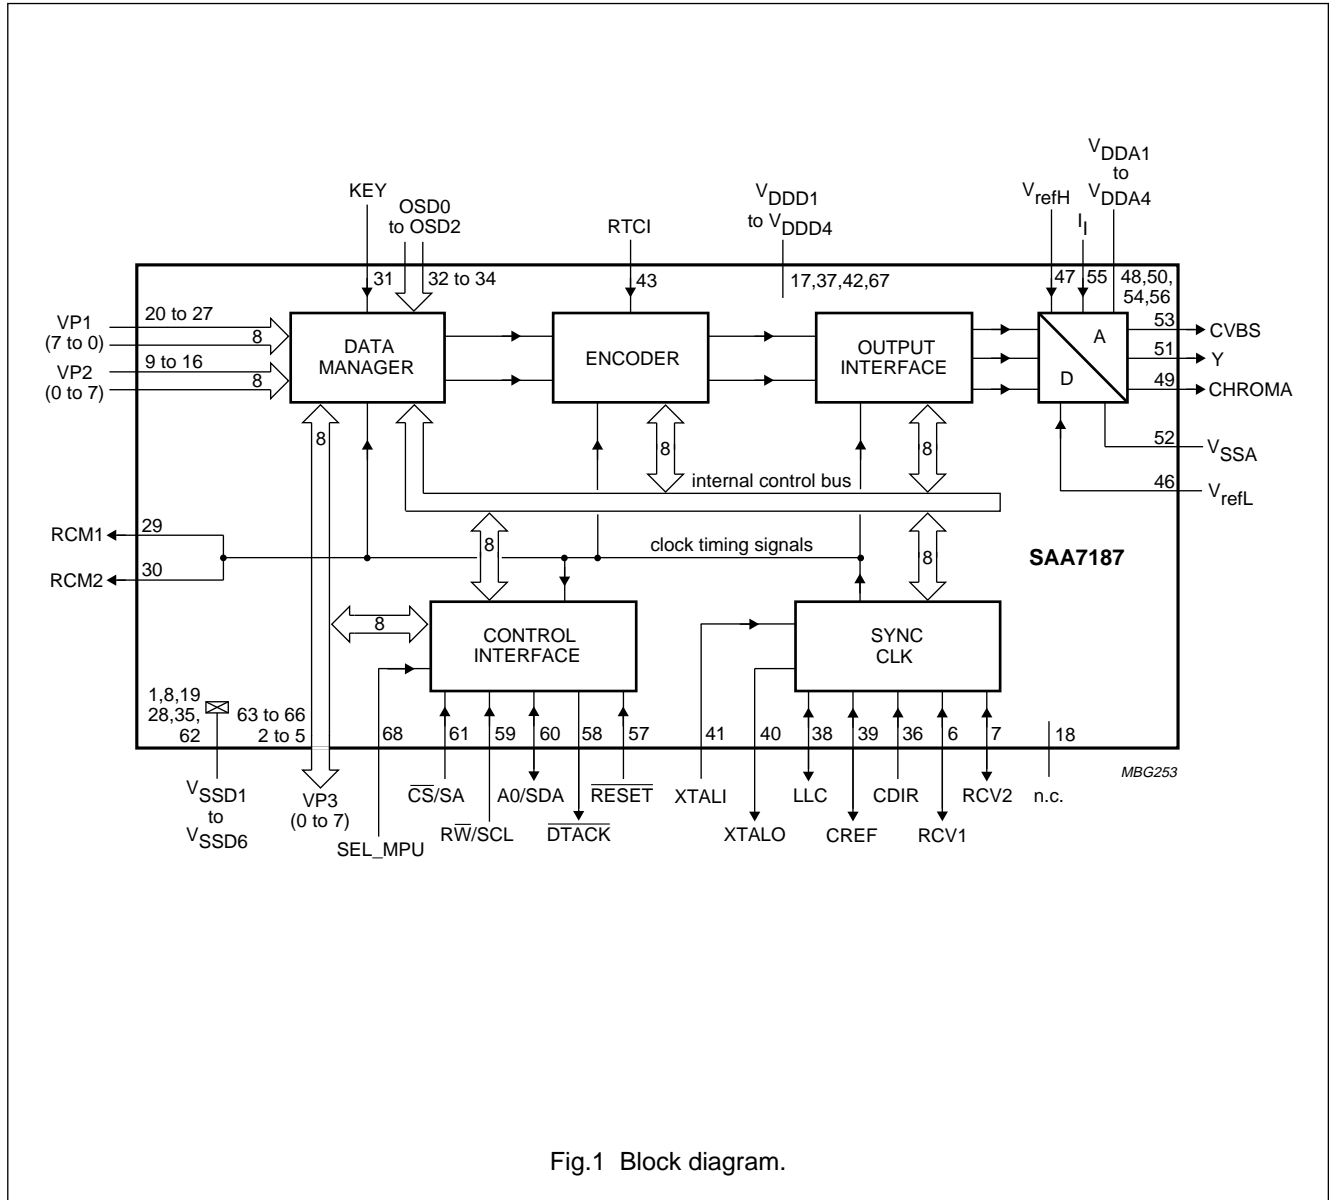 V_DDA1
to
V_DDA4
KEY
OSD0
to OSD2
RTCI
V_DDD1
to V_DDD4
V_refH
I_I
31
32 to 34
43
17,37,42,67
47
55
48,50,
54,56
VP1
(7 to 0)
20 to 27
8
VP2
(0 to 7)
9 to 16
8
DATA
MANAGER
ENCODER
OUTPUT
INTERFACE
A
D
53
CVBS
51
Y
49
CHROMA
52
V_SSA
46
V_refL
8
8
8
internal control bus
RCM1
29
RCM2
30
8
clock timing signals
8
SAA7187
8
CONTROL
INTERFACE
SYNC
CLK
1,8,19
28,35,
62
63 to 66
2 to 5
68
61
59
60
58
57
41
40
38
39
36
6
7
18
MBG253
V_SSD1
to
V_SSD6
VP3
(0 to 7)
SEL_MPU
C̅S̅/SA
RW̅/SCL
A0/SDA
D̅T̅A̅C̅K̅
R̅E̅S̅E̅T̅
XTALI
XTALO
LLC
CREF
CDIR
RCV1
RCV2
n.c.
Fig.1 Block diagram.